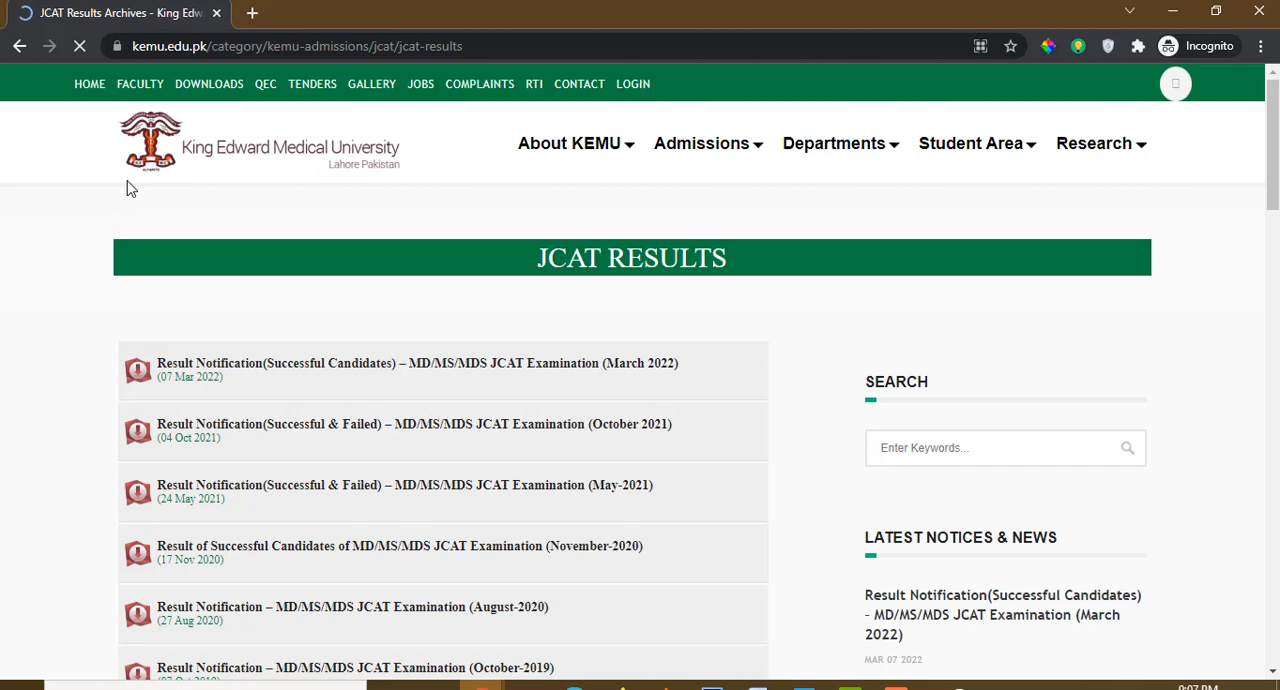 JCAT Results Archives - King Edw
kemu.edu.pk/category/kemu-admissions/jcat/jcat-results
Incognito
HOME FACULTY DOWNLOADS QEC TENDERS GALLERY JOBS COMPLAINTS RTI CONTACT LOGIN
King Edward Medical University
Lahore Pakistan
About KEMU Admissions Departments Student Area Research
JCAT RESULTS
Result Notification(Successful Candidates) – MD/MS/MDS JCAT Examination (March 2022)
(07 Mar 2022)
Result Notification(Successful & Failed) – MD/MS/MDS JCAT Examination (October 2021)
(04 Oct 2021)
Result Notification(Successful & Failed) – MD/MS/MDS JCAT Examination (May-2021)
(24 May 2021)
Result of Successful Candidates of MD/MS/MDS JCAT Examination (November-2020)
(17 Nov 2020)
Result Notification – MD/MS/MDS JCAT Examination (August-2020)
(27 Aug 2020)
Result Notification – MD/MS/MDS JCAT Examination (October-2019)
SEARCH
Enter Keywords...
LATEST NOTICES & NEWS
Result Notification(Successful Candidates)
– MD/MS/MDS JCAT Examination (March
2022)
MAR 07 2022